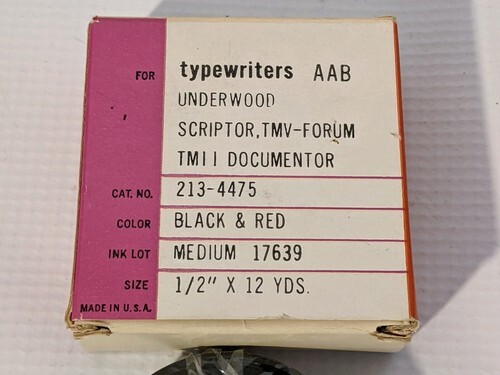 FOR typewriters AAB
UNDERWOOD
SCRIPTOR,TMV-FORUM
TMII DOCUMENTOR
CAT. NO. 213-4475
COLOR BLACK & RED
INK LOT MEDIUM 17639
SIZE 1/2" X 12 YDS.
MADE IN U.S.A.